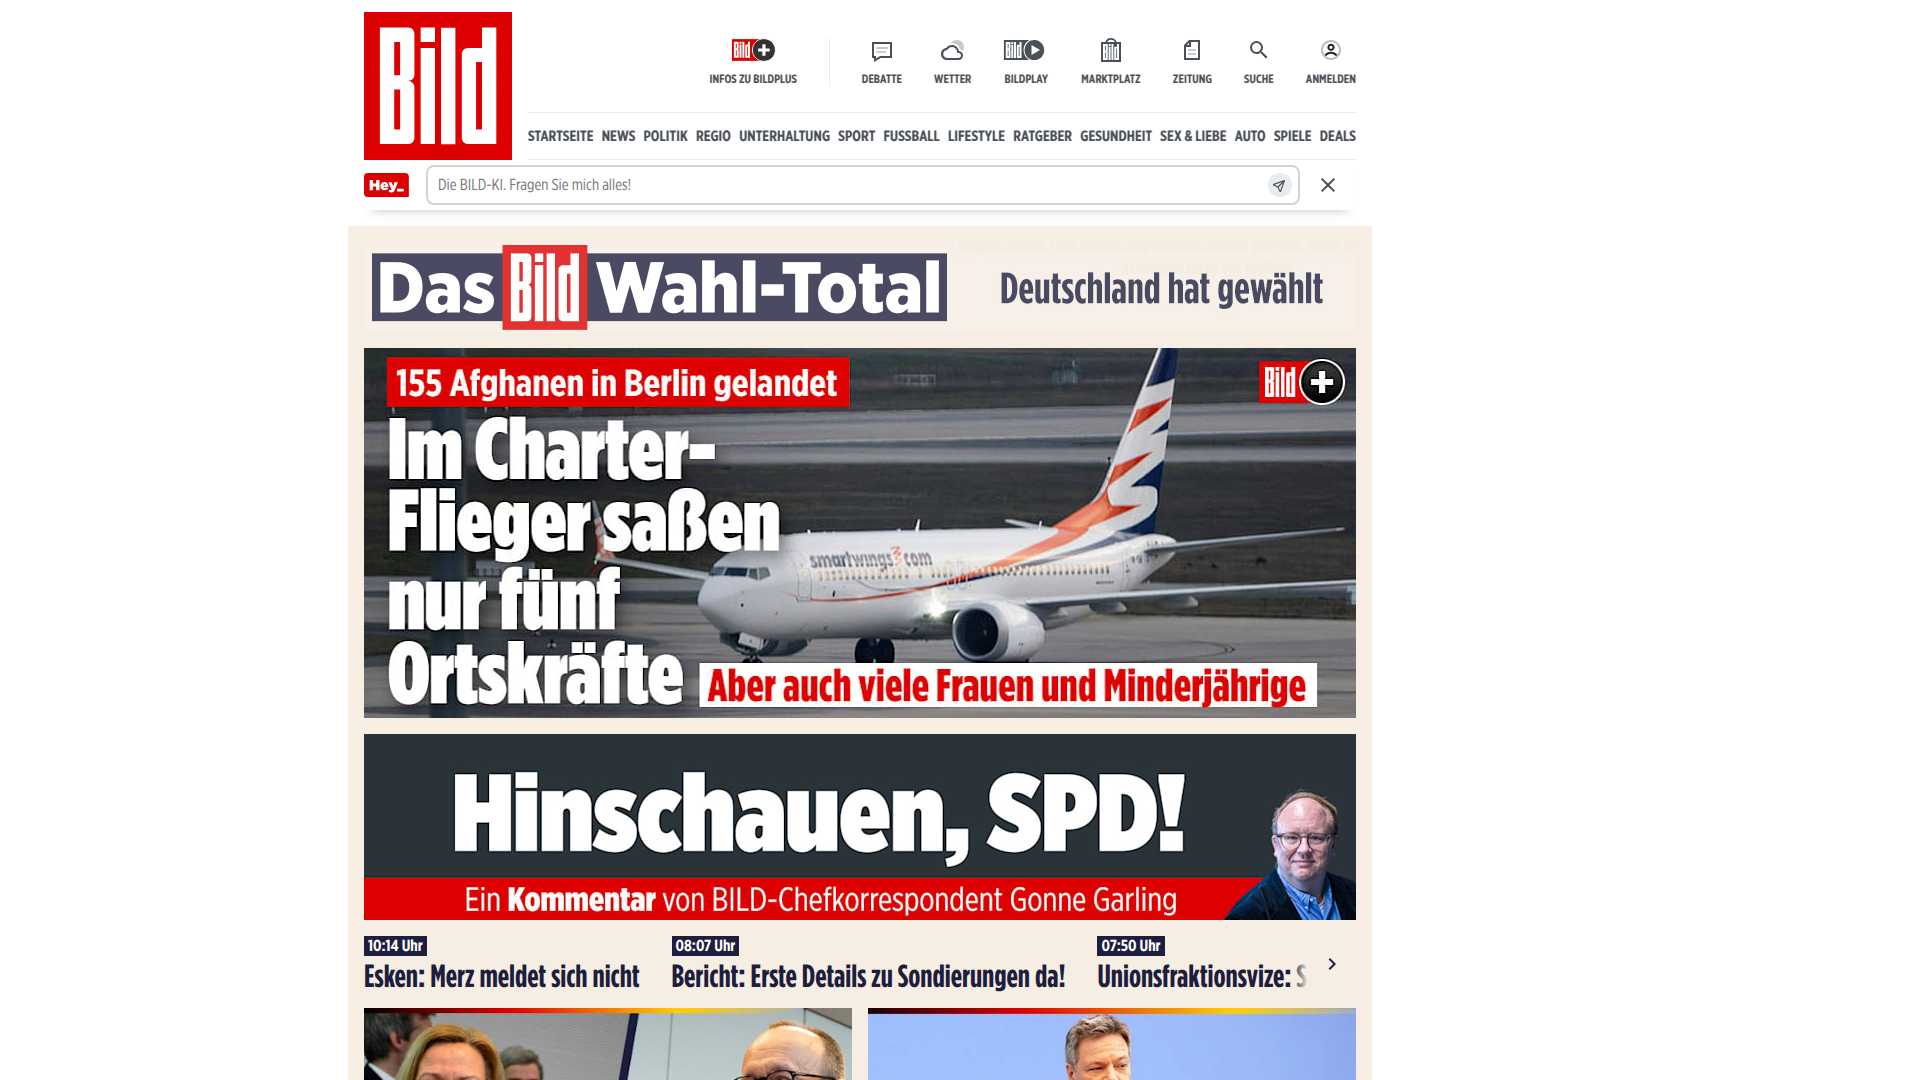 Bild
INFOS ZU BILDPLUS
DEBATTE
WETTER
BILDPLAY
MARKTPLATZ
ZEITUNG
SUCHE
ANMELDEN
STARTSEITE NEWS POLITIK REGIO UNTERHALTUNG SPORT FUSSBALL LIFESTYLE RATGEBER GESUNDHEIT SEX & LIEBE AUTO SPIELE DEALS
Hey_
Die BILD-KI. Fragen Sie mich alles!
Das Bild Wahl-Total
Deutschland hat gewählt
155 Afghanen in Berlin gelandet
Bild +
Im Charter-
Flieger saßen
nur fünf
Ortskräfte
smartwings.com
Aber auch viele Frauen und Minderjährige
Hinschauen, SPD!
Ein Kommentar von BILD-Chefkorrespondent Gonne Garling
10:14 Uhr
Esken: Merz meldet sich nicht
08:07 Uhr
Bericht: Erste Details zu Sondierungen da!
07:50 Uhr
Unionsfraktionsvize: S